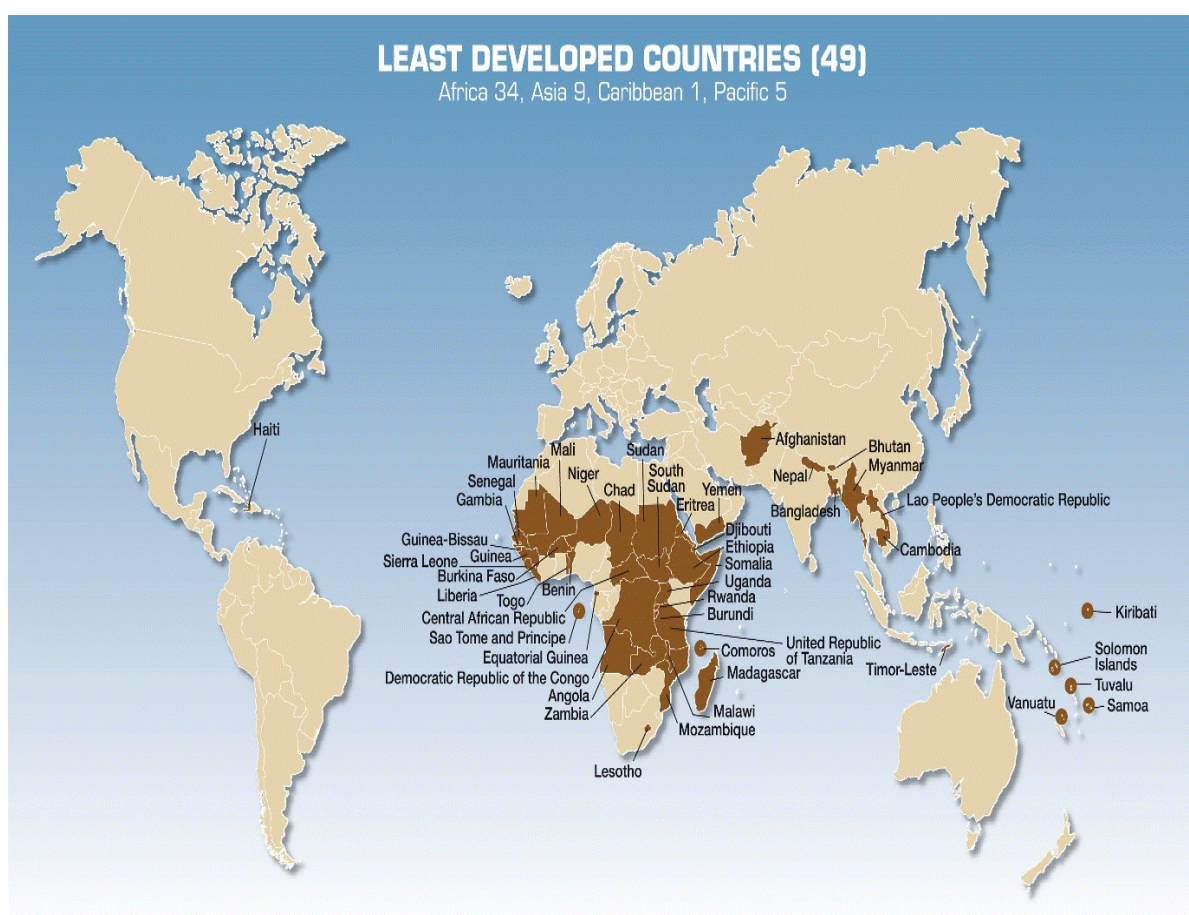 LEAST DEVELOPED COUNTRIES (49)
Africa 34, Asia 9, Caribbean 1, Pacific 5
Haiti
Mali
Mauritania
Senegal
Gambia
Niger
Chad
Sudan
South
Sudan
Eritrea
Yemen
Afghanistan
Bhutan
Nepal
Myanmar
Bangladesh
Lao People's Democratic Republic
Cambodia
Guinea-Bissau
Guinea
Sierra Leone
Burkina Faso
Liberia
Togo
Benin
Central African Republic
Sao Tome and Principe
Equatorial Guinea
Democratic Republic of the Congo
Angola
Zambia
Djibouti
Ethiopia
Somalia
Uganda
Rwanda
Burundi
United Republic
of Tanzania
Comoros
Madagascar
Malawi
Mozambique
Lesotho
Timor-Leste
Kiribati
Solomon
Islands
Tuvalu
Vanuatu
Samoa